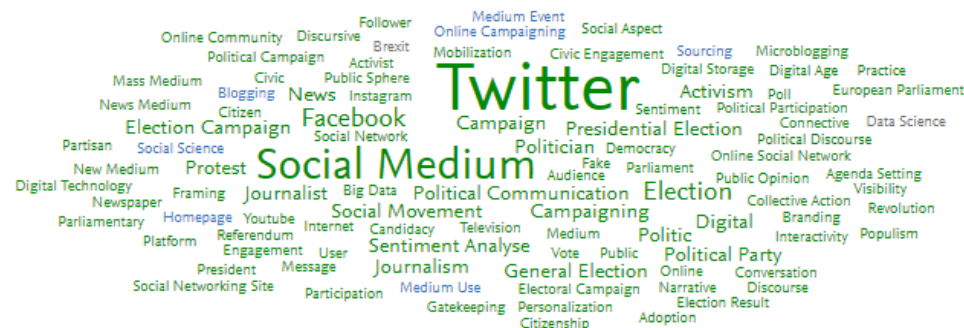 Medium Event
Follower
Online Campaigning Social Aspect
Online Community Discursive
Brexit
Mobilization Civic Engagement Sourcing Microblogging
Political Campaign Activist
Twitter
Digital Storage Digital Age Practice
Mass Medium Civic Public Sphere
Blogging News Instagram
Activism Poll European Parliament
News Medium Citizen Facebook
Sentiment Political Participation
Election Campaign Social Network
Campaign Presidential Election Connective Data Science
Partisan Social Science
Politician Democracy Political Discourse
New Medium Protest Social Medium
Fake Parliament Online Social Network
Audience Public Opinion Agenda Setting
Digital Technology Framing Journalist Big Data Political Communication Election Visibility
Newspaper
Collective Action Revolution
Parliamentary Homepage Youtube Social Movement Campaigning Digital Branding
Internet Candidacy Television Medium Politic Interactivity Populism
Platform Referendum
Engagement User Sentiment Analyse Vote Public Political Party
President Message Journalism General Election Online Conversation
Social Networking Site Participation Medium Use Electoral Campaign Narrative Discourse
Gatekeeping Personalization Election Result
Citizenship Adoption